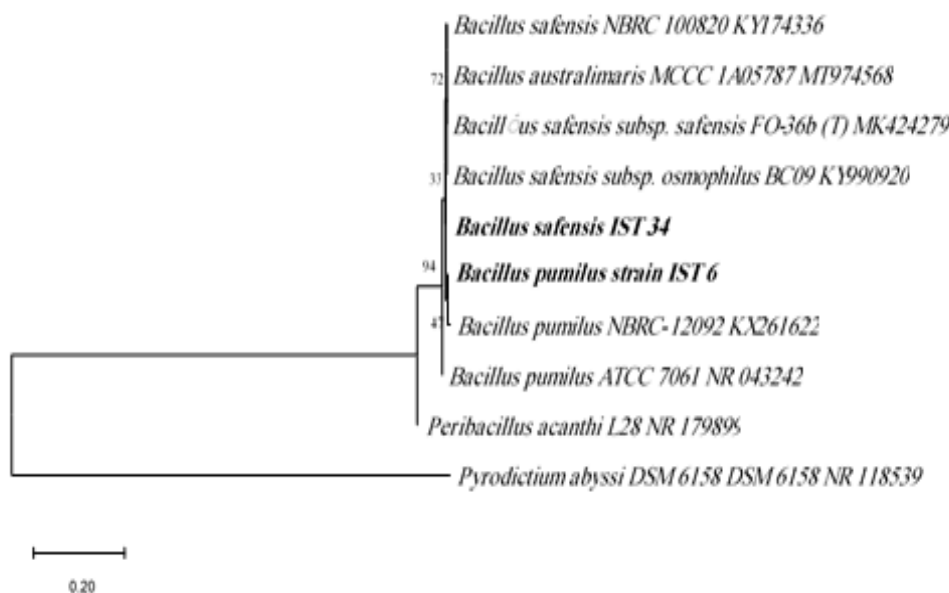 Bacillus safensis NBRC 100820 KY174336
72
Bacillus australimaris MCCC 1A05787 MT974568
Bacillus safensis subsp. safensis FO-36b (T) MK424279
33
Bacillus safensis subsp. osmophilus BC09 KY990920
Bacillus safensis IST 34
94
Bacillus pumilus strain IST 6
47
Bacillus pumilus NBRC-12092 KX261622
Bacillus pumilus ATCC 7061 NR 043242
Peribacillus acanthi L28 NR 179899
Pyrodictium abyssi DSM 6158 DSM 6158 NR 118539
0.20